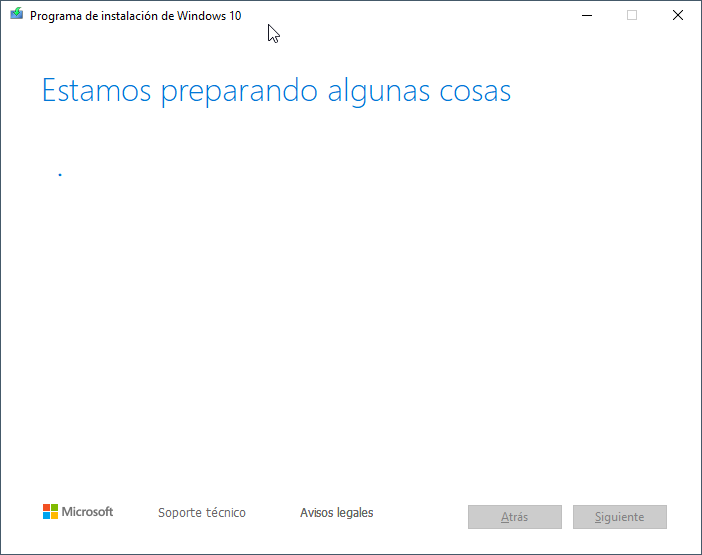 Programa de instalación de Windows 10
Estamos preparando algunas cosas
Microsoft
Soporte técnico
Avisos legales
Atrás
Siguiente